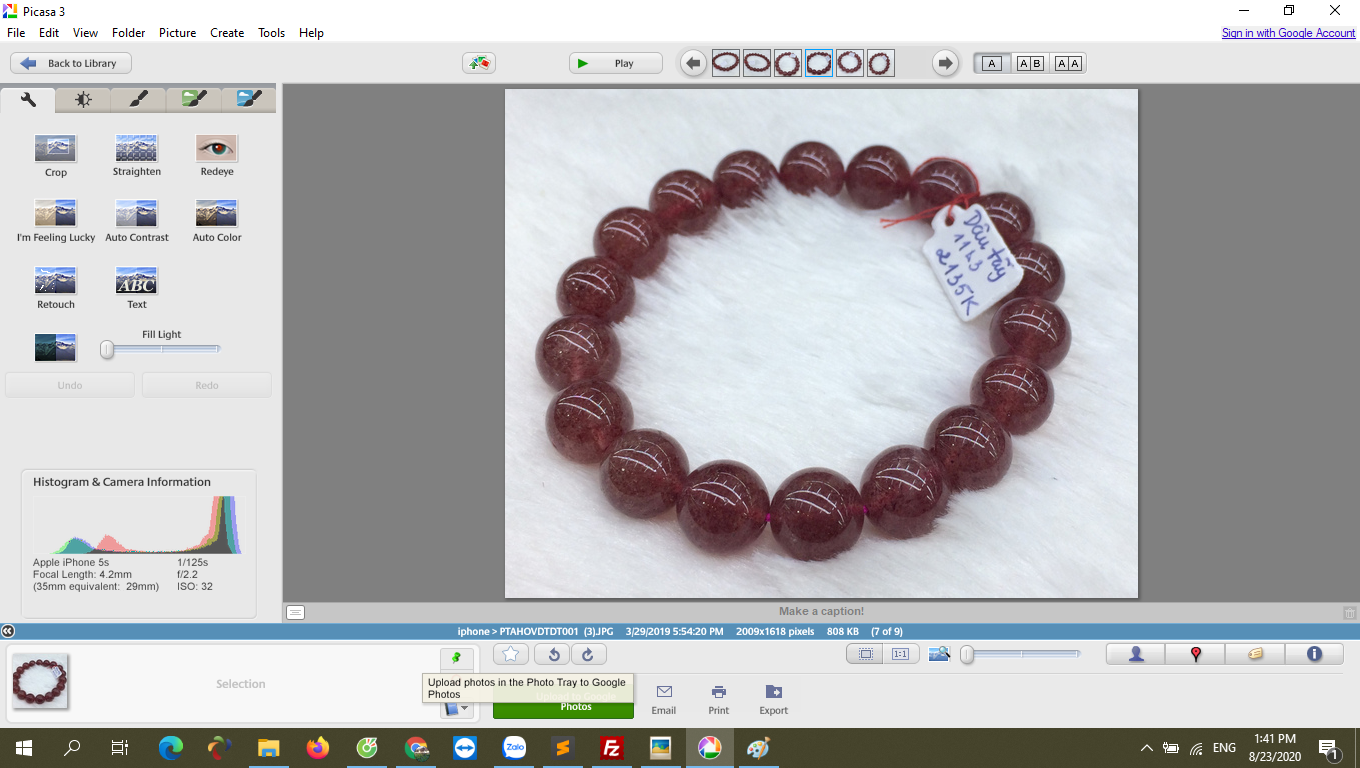 Picasa 3
File Edit View Folder Picture Create Tools Help
Sign in with Google Account
Back to Library
Play
A
A B
A A
Crop Straighten Redeye
I'm Feeling Lucky Auto Contrast Auto Color
ABC
Retouch Text
Fill Light
Undo Redo
Histogram & Camera Information
Apple iPhone 5s 1/125s
Focal Length: 4.2mm f/2.2
(35mm equivalent: 29mm) ISO: 32
Dâu tây
11ly3
2135K
Make a caption!
iphone > PTAHOVDTDT001 (3).JPG 3/29/2019 5:54:20 PM 2009x1618 pixels 808 KB (7 of 9)
1:1
Selection
Upload photos in the Photo Tray to Google
Photos
Photos
Email Print Export
Zalo
Fz
ENG
1:41 PM
8/23/2020
1